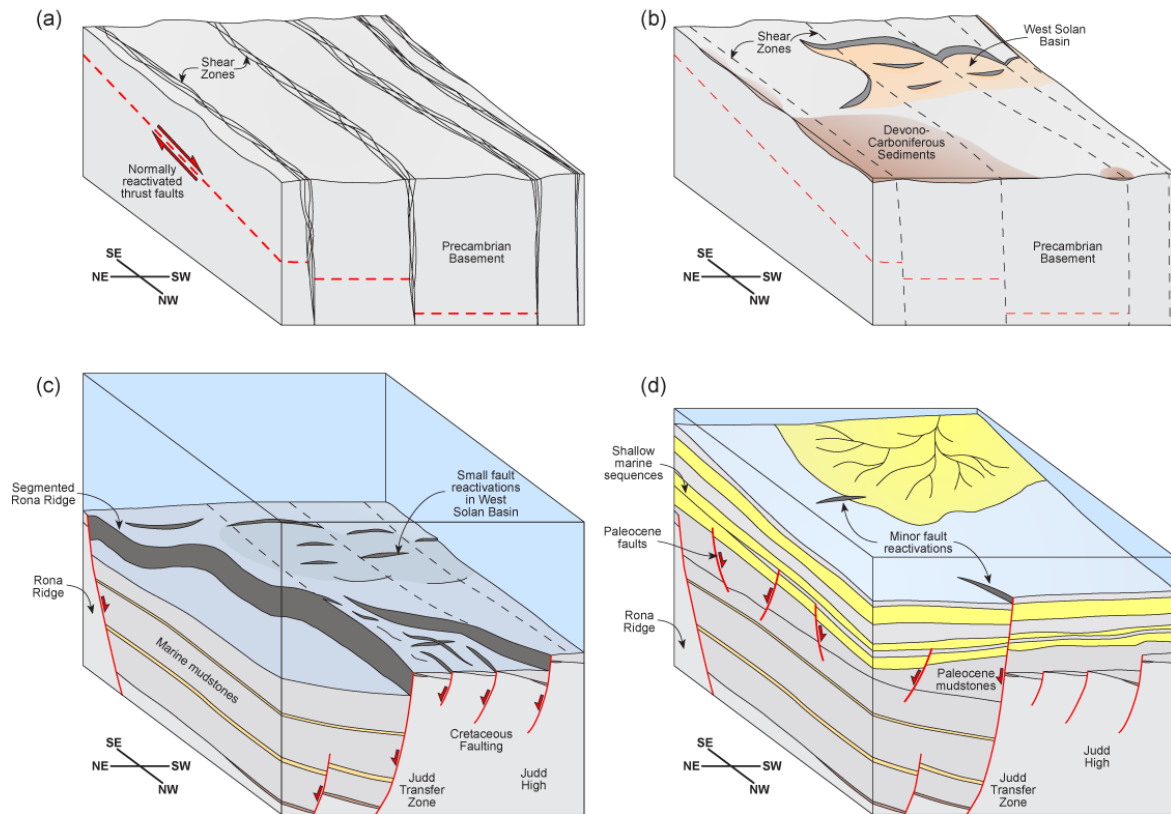 (a)
Shear
Zones
Normally
reactivated
thrust faults
Precambrian
Basement
SE
NE
SW
NW
(b)
Shear
Zones
West Solan
Basin
Devono-
Carboniferous
Sediments
Precambrian
Basement
SE
NE
SW
NW
(c)
Segmented
Rona Ridge
Small fault
reactivations
in West
Solan Basin
Rona
Ridge
Marine mudstones
Cretaceous
Faulting
Judd
Transfer
Zone
Judd
High
SE
NE
SW
NW
(d)
Shallow
marine
sequences
Paleocene
faults
Minor fault
reactivations
Rona
Ridge
Paleocene
mudstones
Judd
Transfer
Zone
Judd
High
SE
NE
SW
NW